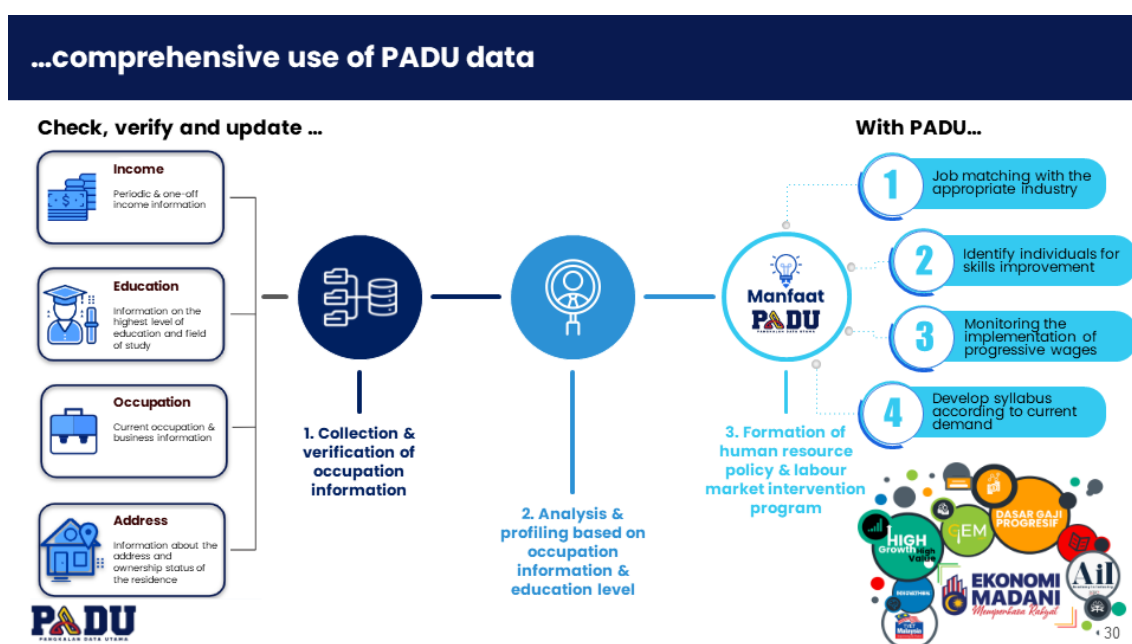 ...comprehensive use of PADU data
Check, verify and update ...
Income
Periodic & one-off
income information
Education
Information on the
highest level of
education and field
of study
Occupation
Current occupation &
business information
Address
Information about the
address and
ownership status of
the residence
PADU
PANGKALAN DATA UTAMA
1. Collection &
verification of
occupation
information
2. Analysis &
profiling based on
occupation
information &
education level
Manfaat
PADU
PANGKALAN DATA UTAMA
3. Formation of
human resource
policy & labour
market intervention
program
With PADU...
1
Job matching with the
appropriate industry
2
Identify individuals for
skills improvement
3
Monitoring the
implementation of
progressive wages
4
Develop syllabus
according to current
demand
DASAR GAJI
PROGRESIF
GEM
HIGH
Growth High
Value
EKONOMI
MADANI
Memperkasa Rakyat
Ail
Malaysia
30